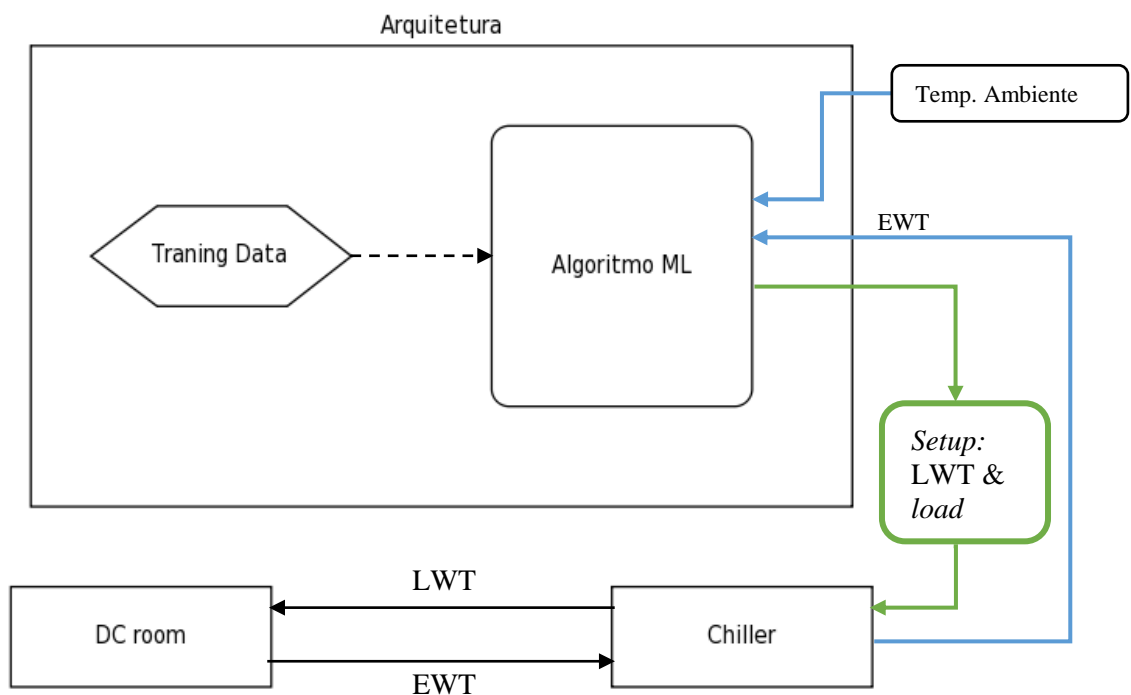 Arquitetura
Temp. Ambiente
Traning Data
Algoritmo ML
EWT
Setup:
LWT &
load
LWT
DC room
Chiller
EWT